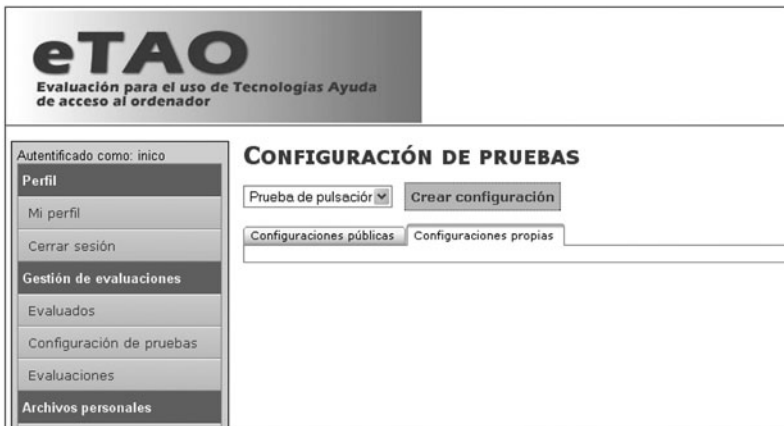 eTAO
Evaluación para el uso de Tecnologías Ayuda
de acceso al ordenador
Autentificado como: inico
Perfil
Mi perfil
Cerrar sesión
Gestión de evaluaciones
Evaluados
Configuración de pruebas
Evaluaciones
Archivos personales
CONFIGURACIÓN DE PRUEBAS
Prueba de pulsación Crear configuración
Configuraciones públicas Configuraciones propias